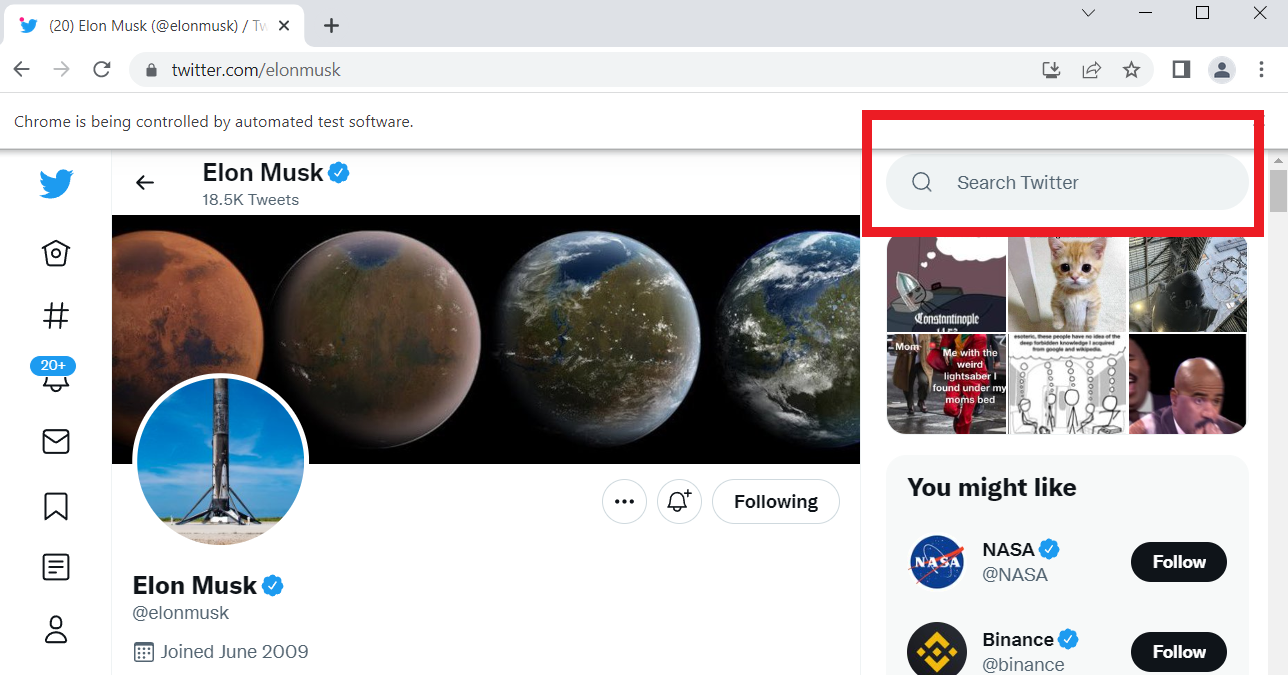 (20) Elon Musk (@elonmusk) / Tw
twitter.com/elonmusk
Chrome is being controlled by automated test software.
Elon Musk
18.5K Tweets
Search Twitter
20+
Constantinople
Mom
Me with the
weird
lightsaber I
found under my
moms bed
esoteric, these people have no idea of the
deep forbidden knowledge I acquired
from google and wikipedia.
Following
You might like
Elon Musk
@elonmusk
Joined June 2009
NASA
NASA
@NASA
Follow
Binance
@binance
Follow